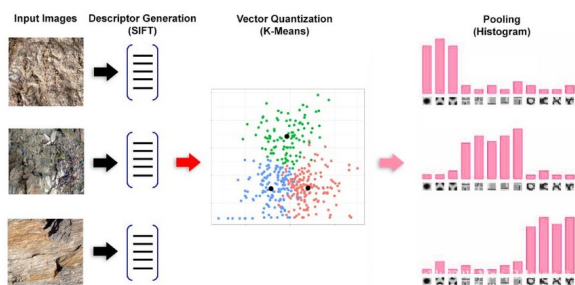 Input Images
Descriptor Generation
(SIFT)
Vector Quantization
(K-Means)
Pooling
(Histogram)